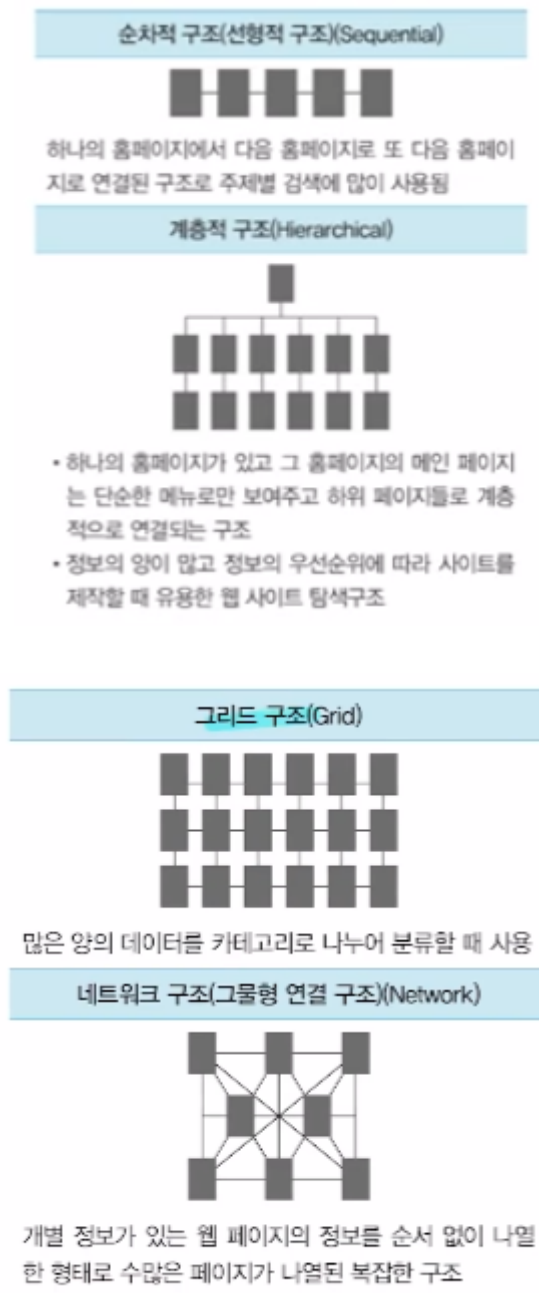 순차적 구조(선형적 구조)(Sequential)
하나의 홈페이지에서 다음 홈페이지로 또 다음 홈페이
지로 연결된 구조로 주제별 검색에 많이 사용됨
계층적 구조(Hierarchical)
• 하나의 홈페이지가 있고 그 홈페이지의 메인 페이지
는 단순한 메뉴로만 보여주고 하위 페이지들로 계층
적으로 연결되는 구조
• 정보의 양이 많고 정보의 우선순위에 따라 사이트를
제작할 때 유용한 웹 사이트 탐색구조
그리드 구조(Grid)
많은 양의 데이터를 카테고리로 나누어 분류할 때 사용
네트워크 구조(그물형 연결 구조)(Network)
개별 정보가 있는 웹 페이지의 정보를 순서 없이 나열
한 형태로 수많은 페이지가 나열된 복잡한 구조